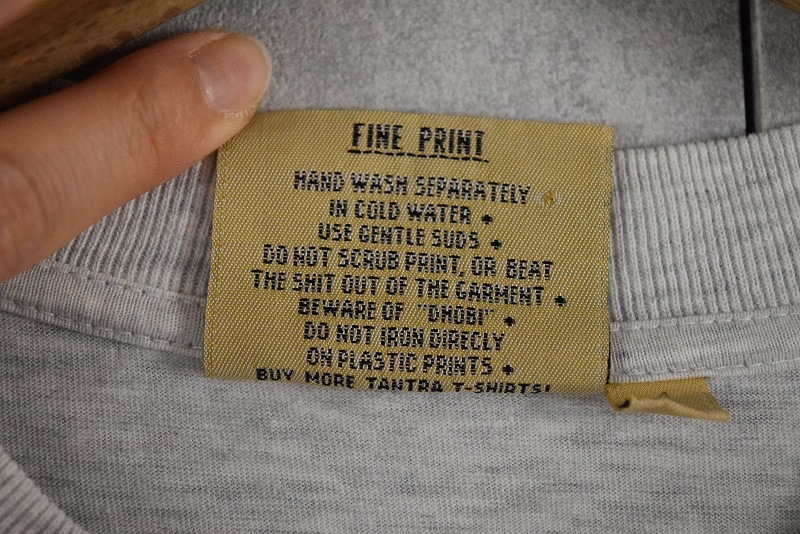 FINE PRINT
HAND WASH SEPARATELY
IN COLD WATER •
USE GENTLE SUDS •
DO NOT SCRUB PRINT, OR BEAT
THE SHIT OUT OF THE GARMENT •
BEWARE OF "DHOBI" •
DO NOT IRON DIRECLY
ON PLASTIC PRINTS •
BUY MORE TANTRA T-SHIRTS!